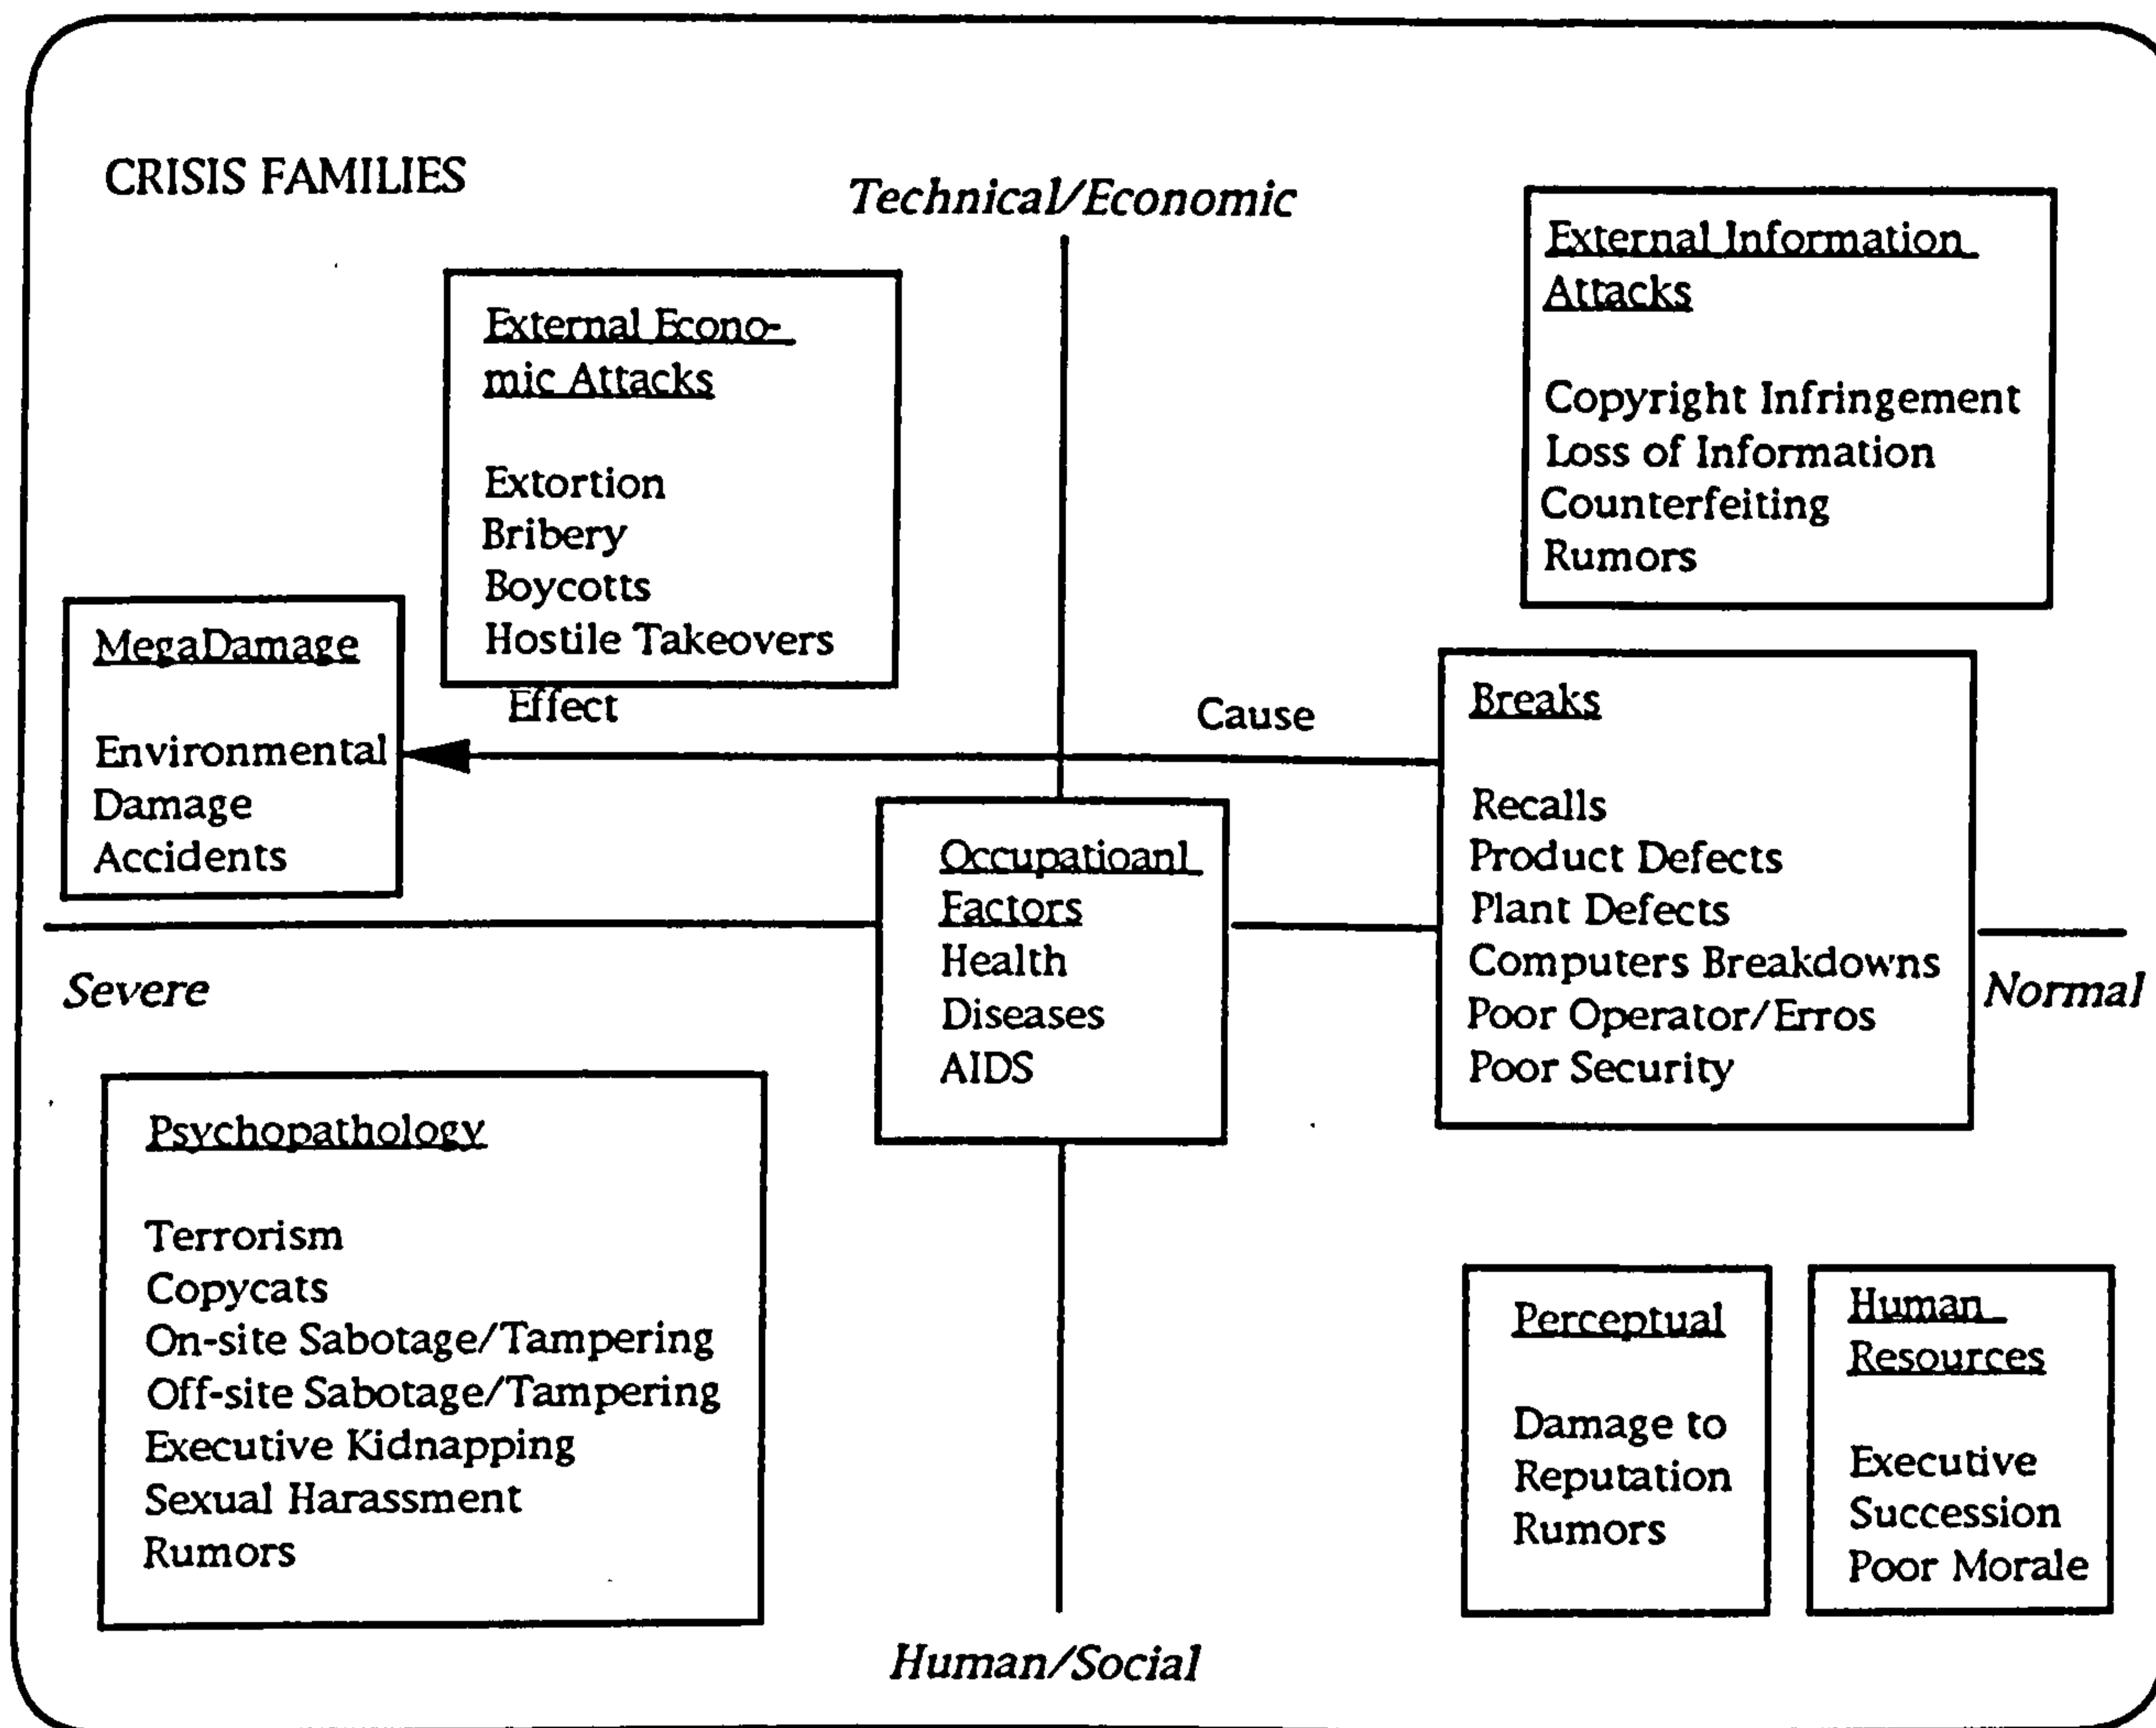 CRISIS FAMILIES
Technical/Economic
External Econo-
mic Attacks
Extortion
Bribery
Boycotts
Hostile Takeovers
External Information
Attacks
Copyright Infringement
Loss of Information
Counterfeiting
Rumors
MegaDamage
Environmental
Damage
Accidents
Effect
Cause
Breaks
Recalls
Product Defects
Plant Defects
Computers Breakdowns
Poor Operator/Erros
Poor Security
Occupatioanl
Factors
Health
Diseases
AIDS
Severe
Normal
Psychopathology
Terrorism
Copycats
On-site Sabotage/Tampering
Off-site Sabotage/Tampering
Executive Kidnapping
Sexual Harassment
Rumors
Perceptual
Damage to
Reputation
Rumors
Human
Resources
Executive
Succession
Poor Morale
Human/Social